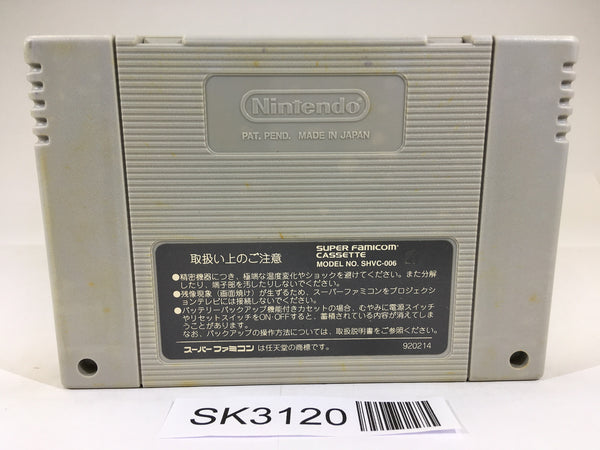 Nintendo
PAT. PEND. MADE IN JAPAN
取扱い上のご注意
SUPER FAMICOM
CASSETTE
MODEL NO. SHVC-006
●精密機器につき、極端な温度変化やショックを避けてください。また分解
したり、端子部を汚したりしないでください。
●残像現象（画面焼け）が生ずるため、スーパーファミコンをプロジェクシ
ョンテレビには接続しないでください。
●バッテリーバックアップ機能付きカセットの場合、むやみに電源スイッチ
やリセットスイッチをON・OFFすると、蓄積されている内容が消えてしま
うことがあります。
なお、バックアップの操作方法については、取扱説明書をご参照ください。
スーパーファミコン は任天堂の商標です。
920214
SK3120